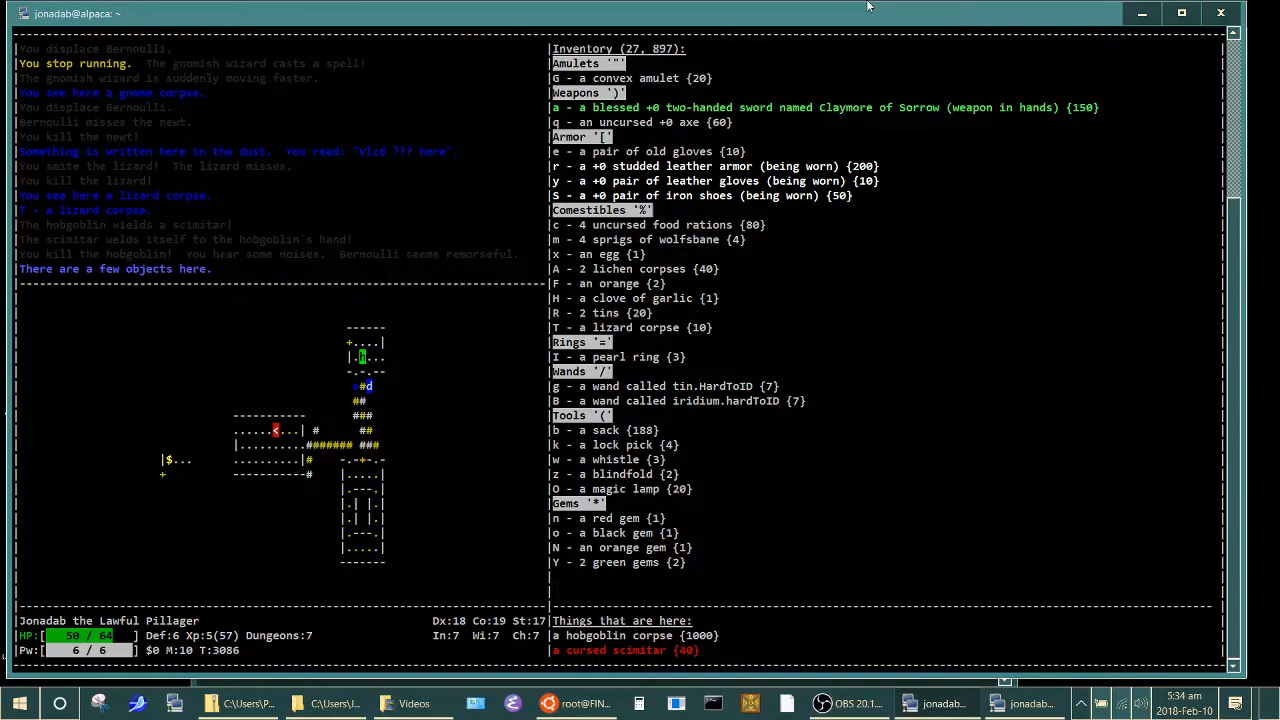 jonadab@alpaca: ~
You displace Bernoulli.
You stop running. The gnomish wizard casts a spell!
The gnomish wizard is suddenly moving faster.
You see here a gnome corpse.
You displace Bernoulli.
Bernoulli misses the newt.
You kill the newt!
Something is written here in the dust. You read: "Vlcd ??? here".
You smite the lizard! The lizard misses.
You kill the lizard!
You see here a lizard corpse.
T - a lizard corpse.
The hobgoblin wields a scimitar!
The scimitar welds itself to the hobgoblin's hand!
You kill the hobgoblin! You hear some noises. Bernoulli seems remorseful.
There are a few objects here.
Jonadab the Lawful Pillager Dx:18 Co:19 St:17
HP:[ 50 / 64 ] Def:6 Xp:5(57) Dungeons:7 In:7 Wi:7 Ch:7
Pw:[ 6 / 6 ] $0 M:10 T:3086
Inventory (27, 897):
Amulets '"'
G - a convex amulet {20}
Weapons ')'
a - a blessed +0 two-handed sword named Claymore of Sorrow (weapon in hands) {150}
q - an uncursed +0 axe {60}
Armor '['
e - a pair of old gloves {10}
r - a +0 studded leather armor (being worn) {200}
y - a +0 pair of leather gloves (being worn) {10}
S - a +0 pair of iron shoes (being worn) {50}
Comestibles '%'
c - 4 uncursed food rations {80}
m - 4 sprigs of wolfsbane {4}
x - an egg {1}
A - 2 lichen corpses {40}
F - an orange {2}
H - a clove of garlic {1}
R - 2 tins {20}
T - a lizard corpse {10}
Rings '='
I - a pearl ring {3}
Wands '/'
g - a wand called tin.HardToID {7}
B - a wand called iridium.hardToID {7}
Tools '('
b - a sack {188}
k - a lock pick {4}
w - a whistle {3}
z - a blindfold {2}
O - a magic lamp {20}
Gems '*'
n - a red gem {1}
o - a black gem {1}
N - an orange gem {1}
Y - 2 green gems {2}
Things that are here:
a hobgoblin corpse {1000}
a cursed scimitar {40}
C:\Users\P...
C:\Users\J...
Videos
root@FIN...
OBS 20.1...
jonadab...
jonadab...
5:34 am
2018-Feb-10